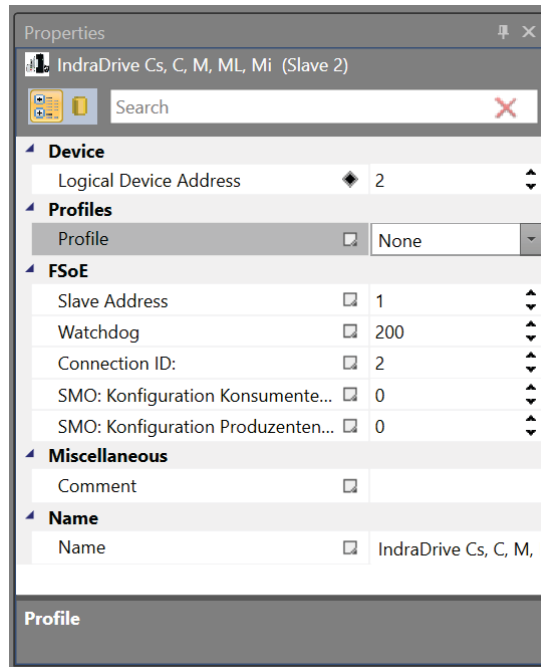 Properties
IndraDrive Cs, C, M, ML, Mi (Slave 2)
Search
Device
Logical Device Address 2
Profiles
Profile None
FSoE
Slave Address 1
Watchdog 200
Connection ID: 2
SMO: Konfiguration Konsumente... 0
SMO: Konfiguration Produzenten... 0
Miscellaneous
Comment
Name
Name IndraDrive Cs, C, M,
Profile